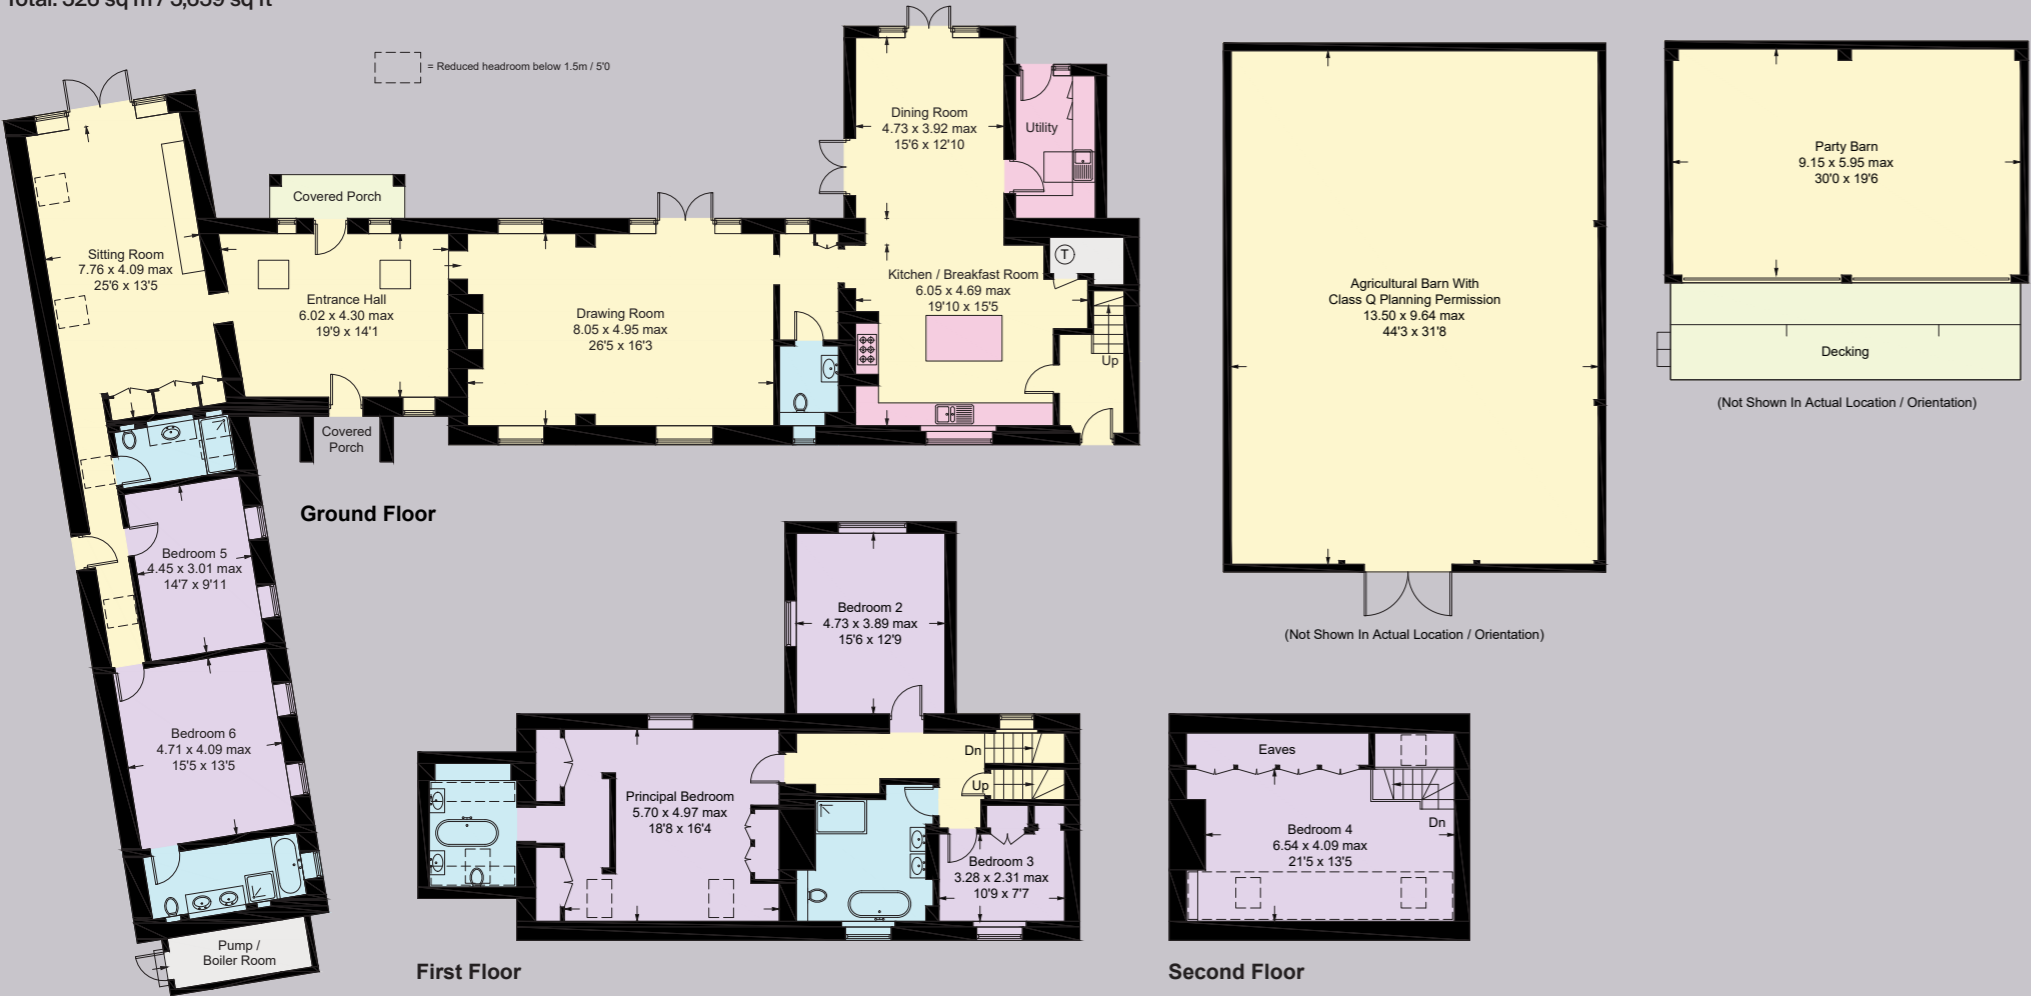 Total: 526 sq m / 5,659 sq ft
= Reduced headroom below 1.5m / 5'0
Dining Room
4.73 x 3.92 max
15'6 x 12'10
Utility
Covered Porch
Sitting Room
7.76 x 4.09 max
25'6 x 13'5
Entrance Hall
6.02 x 4.30 max
19'9 x 14'1
Drawing Room
8.05 x 4.95 max
26'5 x 16'3
T
Kitchen / Breakfast Room
6.05 x 4.69 max
19'10 x 15'5
Up
Covered
Porch
Ground Floor
Bedroom 5
4.45 x 3.01 max
14'7 x 9'11
Bedroom 6
4.71 x 4.09 max
15'5 x 13'5
Pump /
Boiler Room
Agricultural Barn With
Class Q Planning Permission
13.50 x 9.64 max
44'3 x 31'8
(Not Shown In Actual Location / Orientation)
Party Barn
9.15 x 5.95 max
30'0 x 19'6
Decking
(Not Shown In Actual Location / Orientation)
Bedroom 2
4.73 x 3.89 max
15'6 x 12'9
Dn
Up
Principal Bedroom
5.70 x 4.97 max
18'8 x 16'4
Bedroom 3
3.28 x 2.31 max
10'9 x 7'7
First Floor
Eaves
Dn
Bedroom 4
6.54 x 4.09 max
21'5 x 13'5
Second Floor